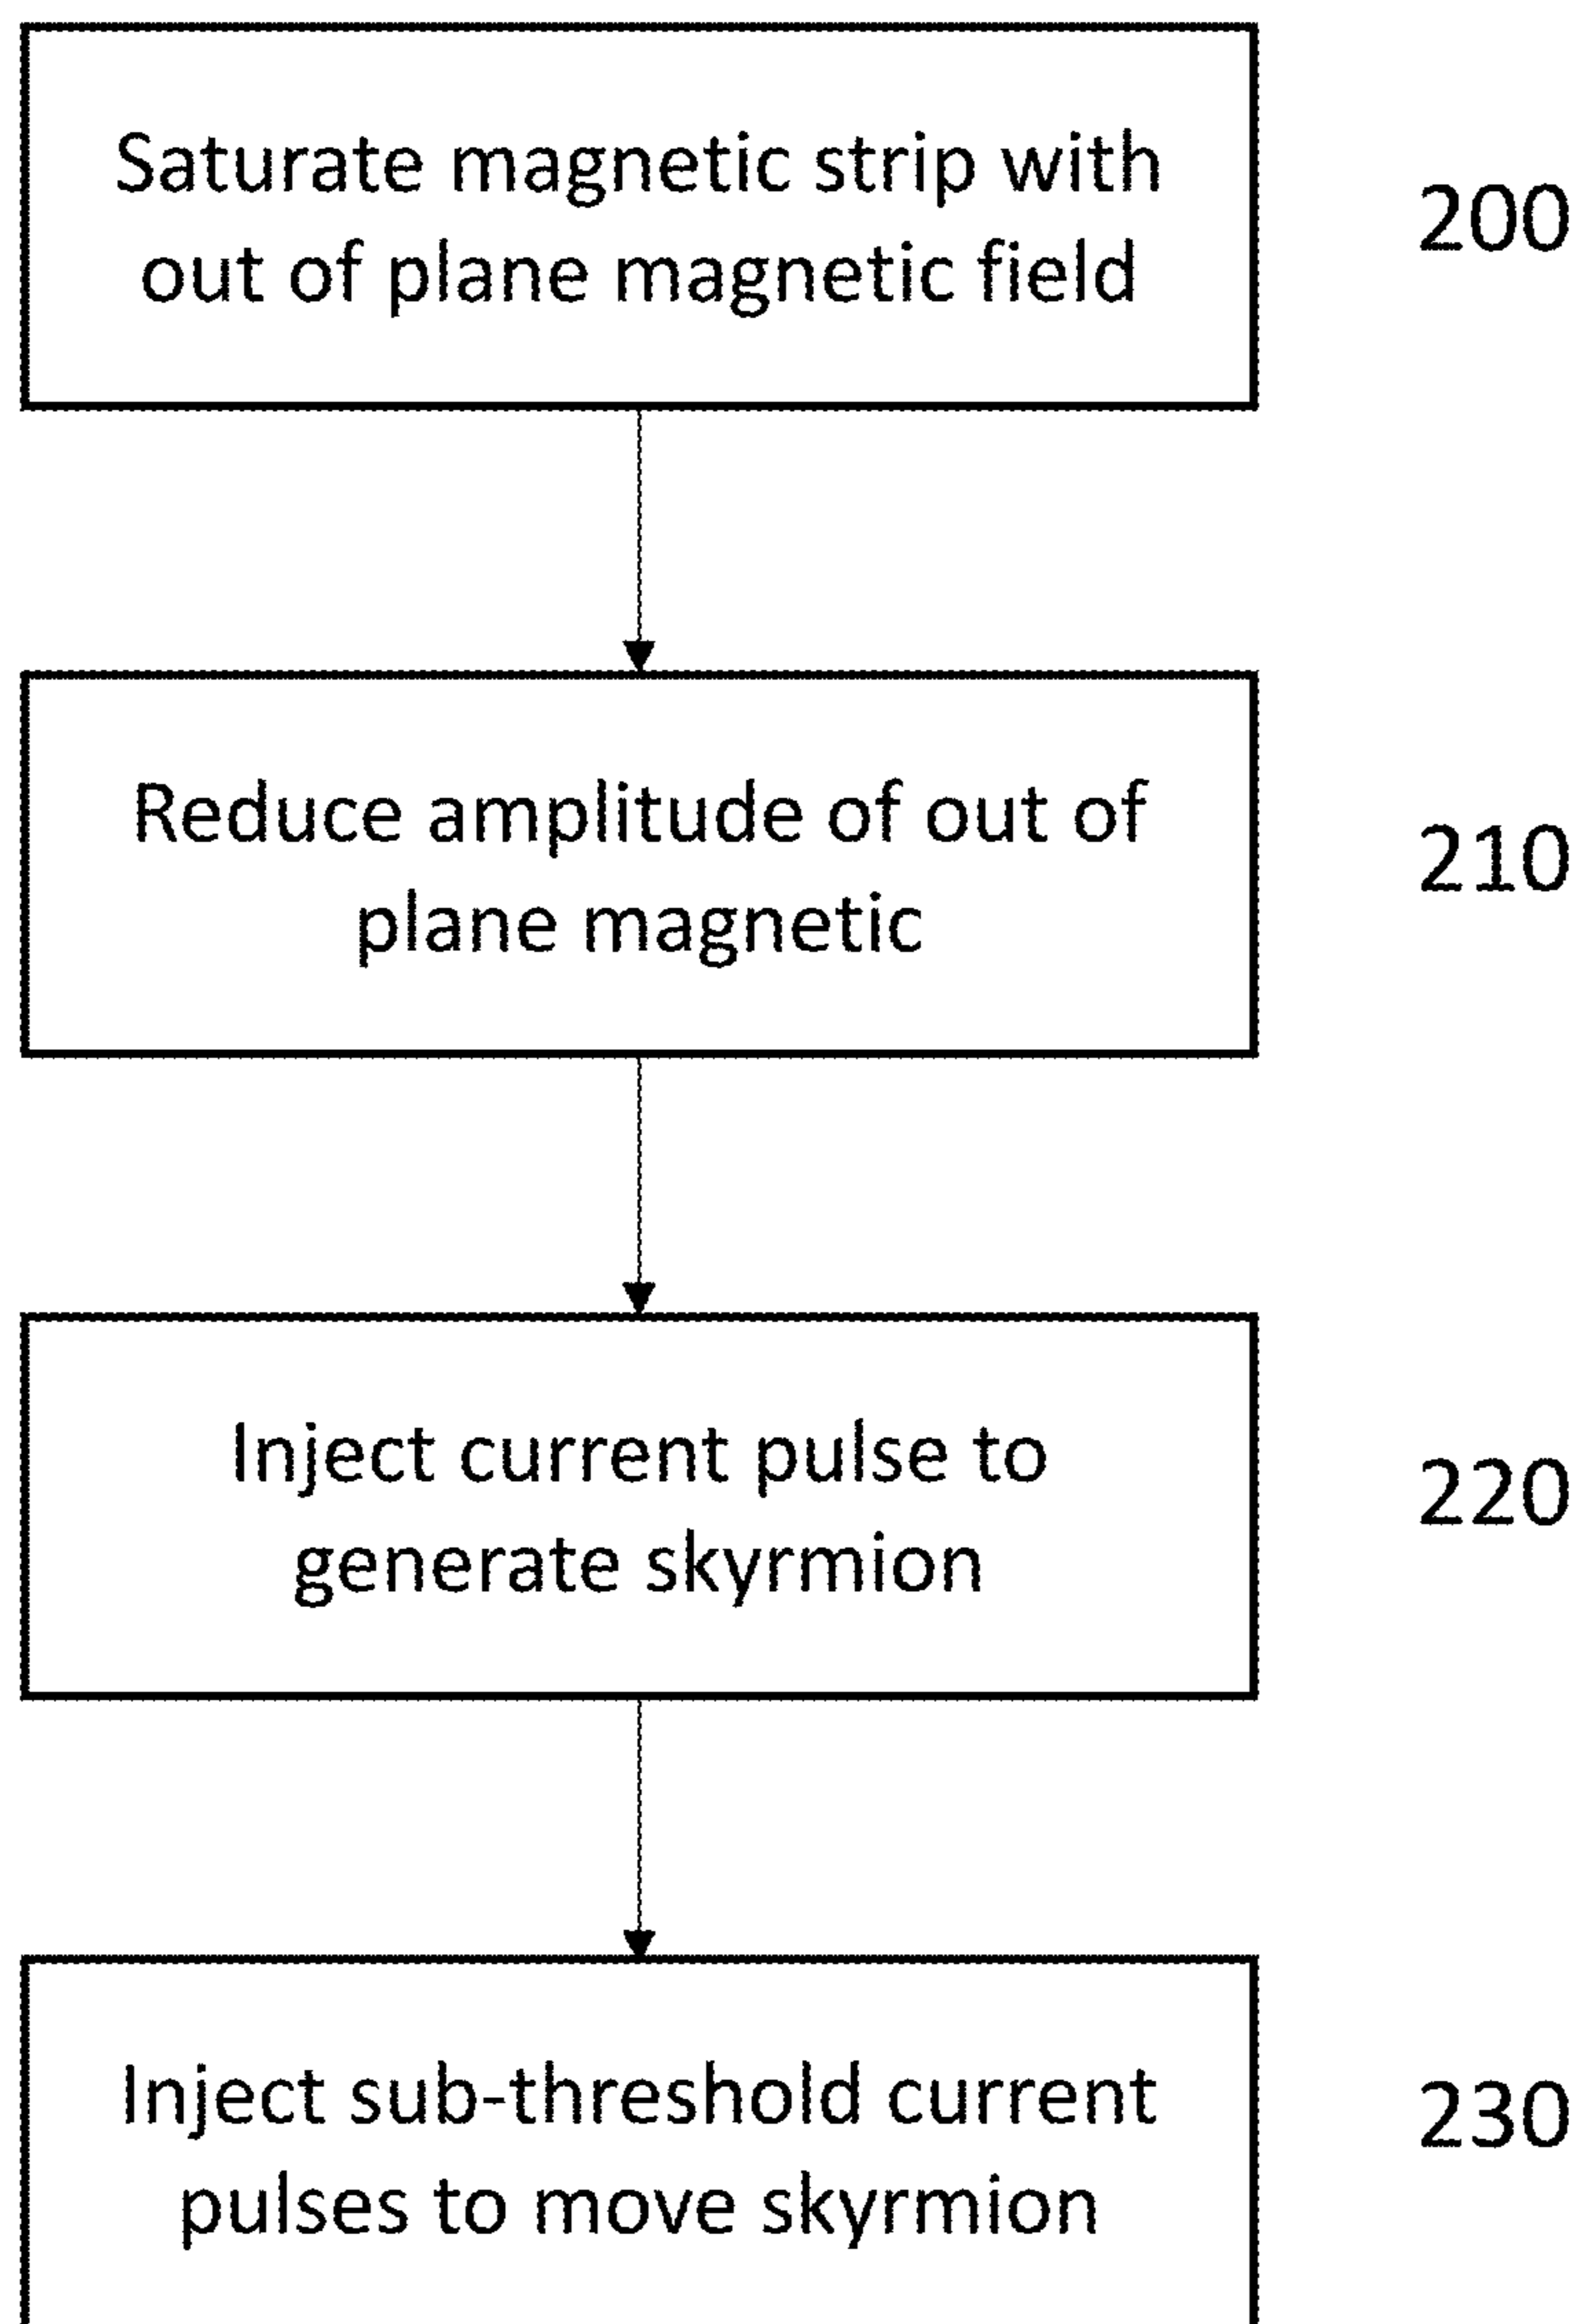 Saturate magnetic strip with
out of plane magnetic field
200
Reduce amplitude of out of
plane magnetic
210
Inject current pulse to
generate skyrmion
220
Inject sub-threshold current
pulses to move skyrmion
230